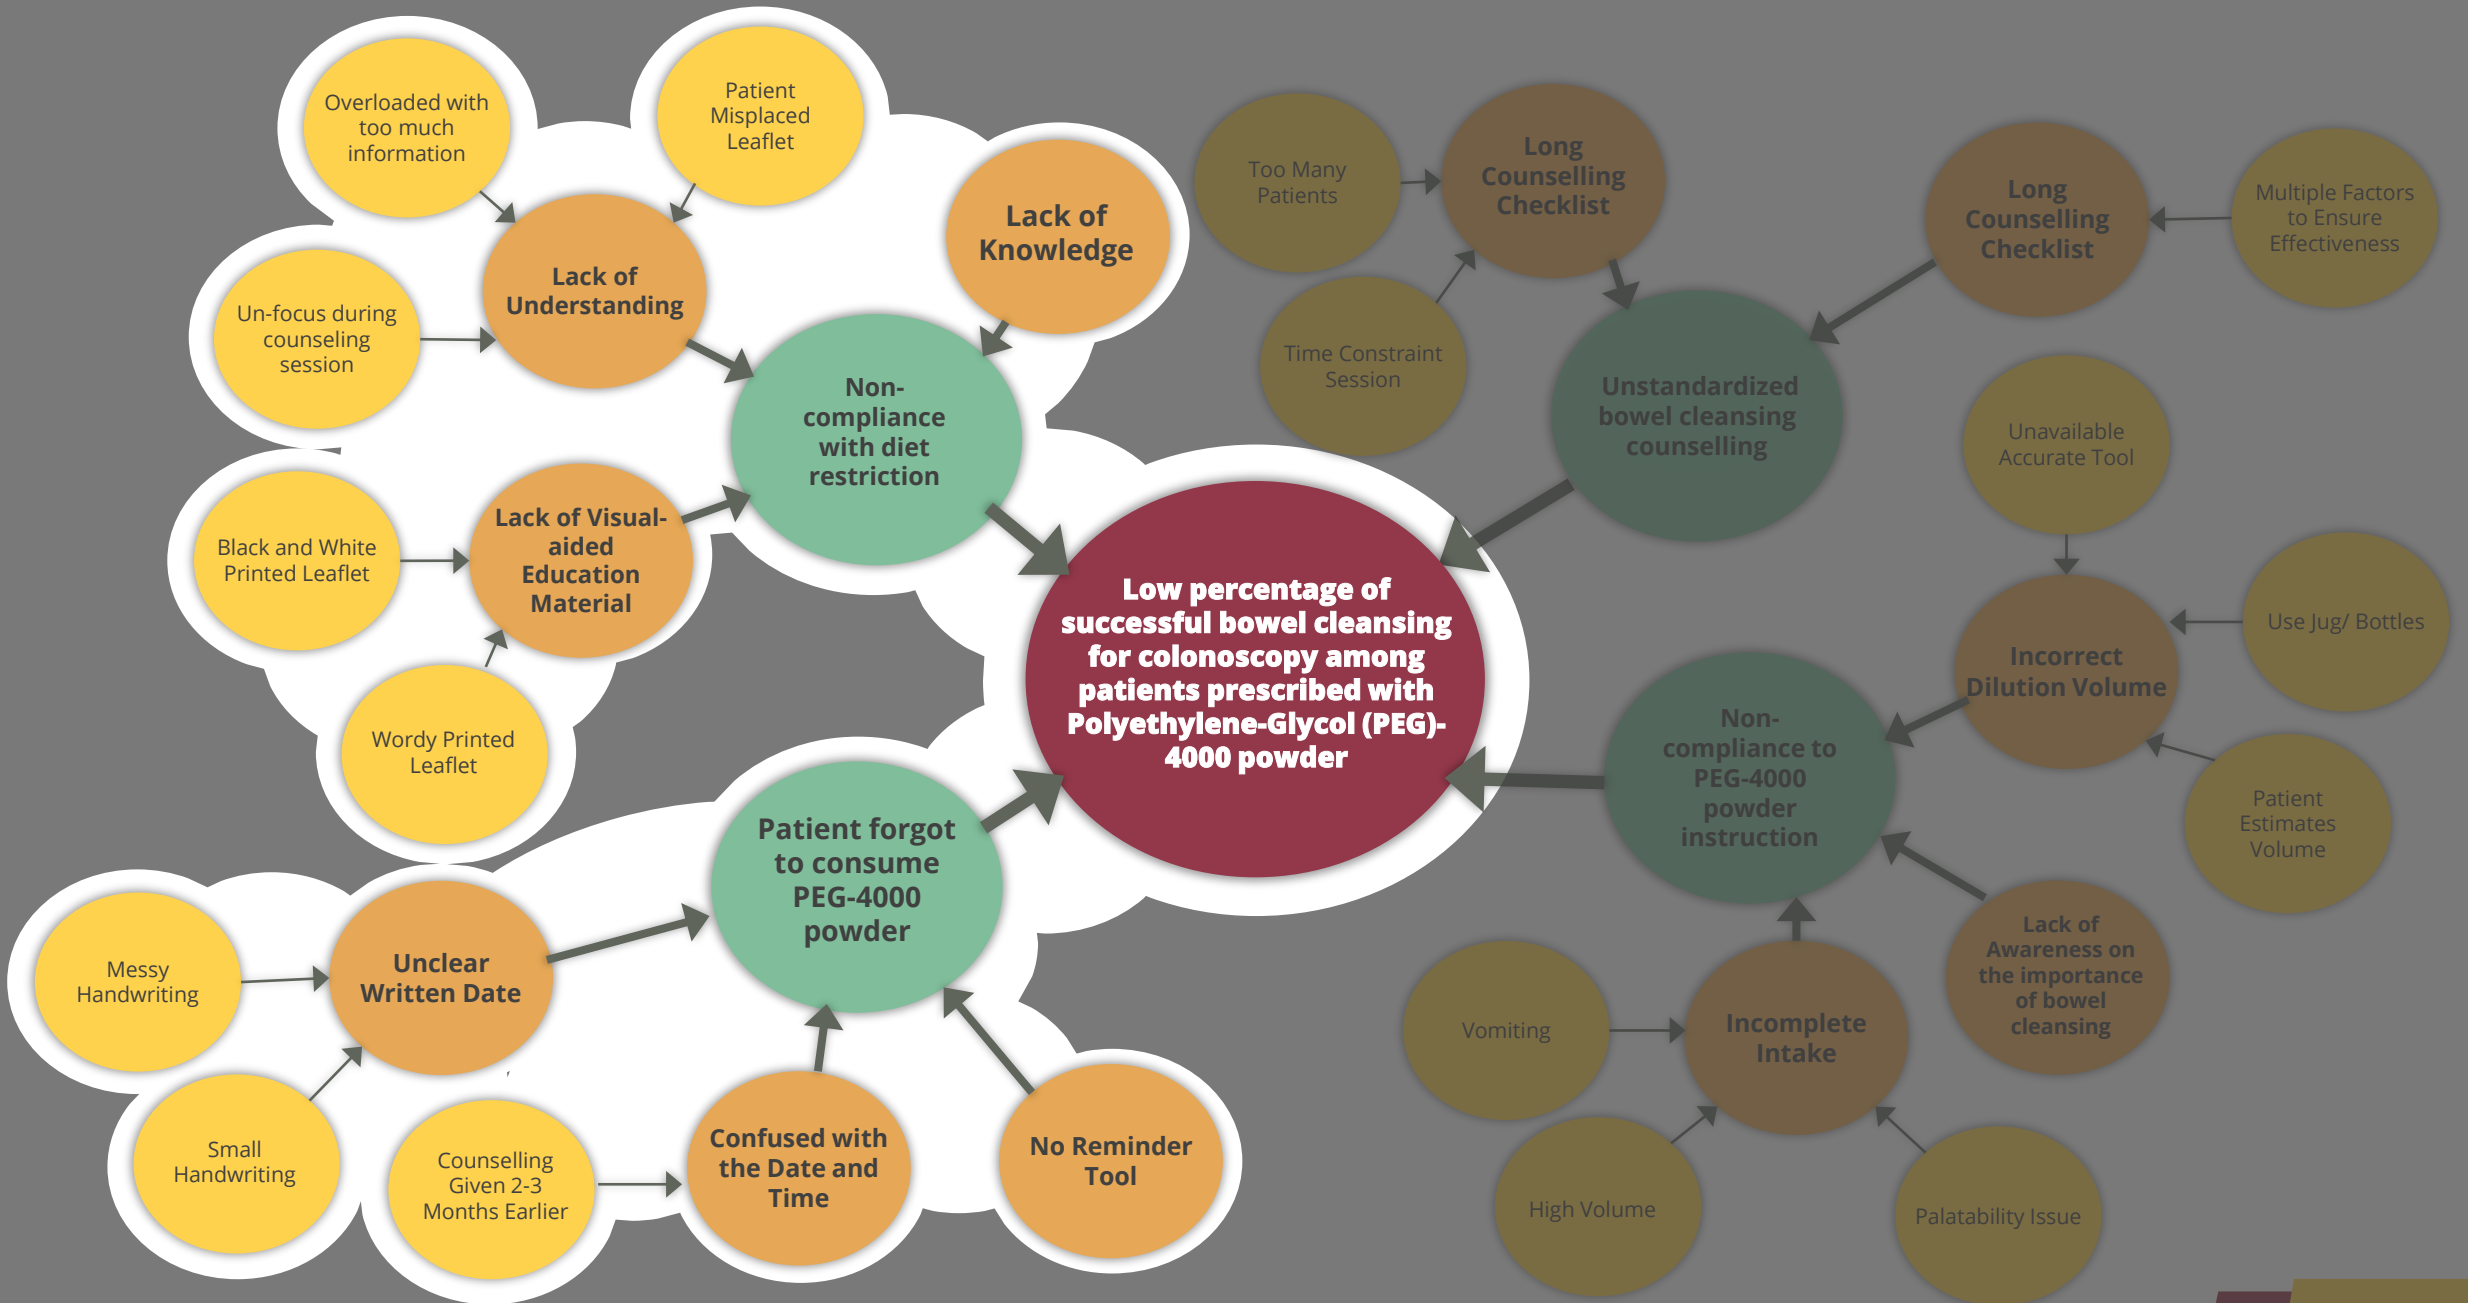 Overloaded with
too much
information
Patient
Misplaced
Leaflet
Lack of
Knowledge
Lack of
Understanding
Un-focus during
counseling
session
Non-
compliance
with diet
restriction
Black and White
Printed Leaflet
Lack of Visual-
aided
Education
Material
Wordy Printed
Leaflet
Low percentage of
successful bowel cleansing
for colonoscopy among
patients prescribed with
Polyethylene-Glycol (PEG)-
4000 powder
Patient forgot
to consume
PEG-4000
powder
Messy
Handwriting
Unclear
Written Date
Small
Handwriting
Counselling
Given 2-3
Months Earlier
Confused with
the Date and
Time
No Reminder
Tool
Too Many
Patients
Long
Counselling
Checklist
Time Constraint
Session
Long
Counselling
Checklist
Multiple Factors
to Ensure
Effectiveness
Unstandardized
bowel cleansing
counselling
Unavailable
Accurate Tool
Use Jug/ Bottles
Incorrect
Dilution Volume
Patient
Estimates
Volume
Non-
compliance to
PEG-4000
powder
instruction
Lack of
Awareness on
the importance
of bowel
cleansing
Vomiting
Incomplete
Intake
High Volume
Palatability Issue